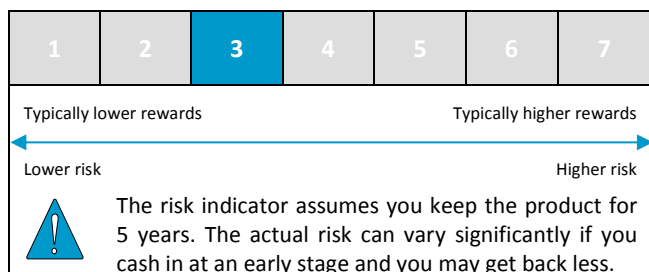 1 2 3 4 5 6 7
Typically lower rewards Typically higher rewards
Lower risk Higher risk
The risk indicator assumes you keep the product for
5 years. The actual risk can vary significantly if you
cash in at an early stage and you may get back less.